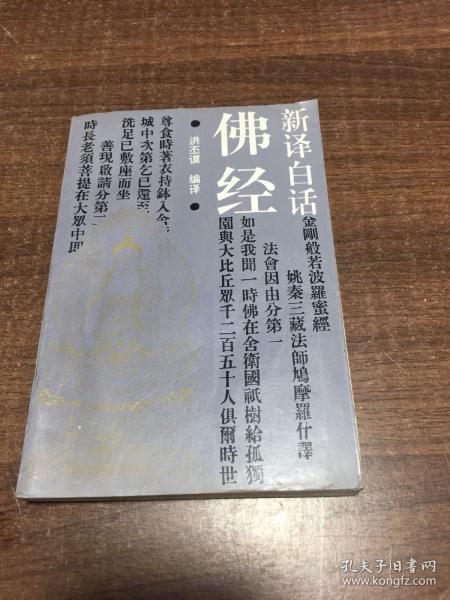 新译白话
佛经
● 洪丕谟 编译 ●
金剛般若波羅蜜經
姚秦三藏法師鳩摩羅什譯
法會因由分第一
如是我聞一時佛在舍衛國祇樹給孤獨
園與大比丘眾千二百五十人俱爾時世
尊食時著衣持鉢入舍
城中次第乞已還至
洗足已敷座而坐
善現啟請分第二
時長老須菩提在大眾中即
孔夫子旧书网
www.kongfz.com